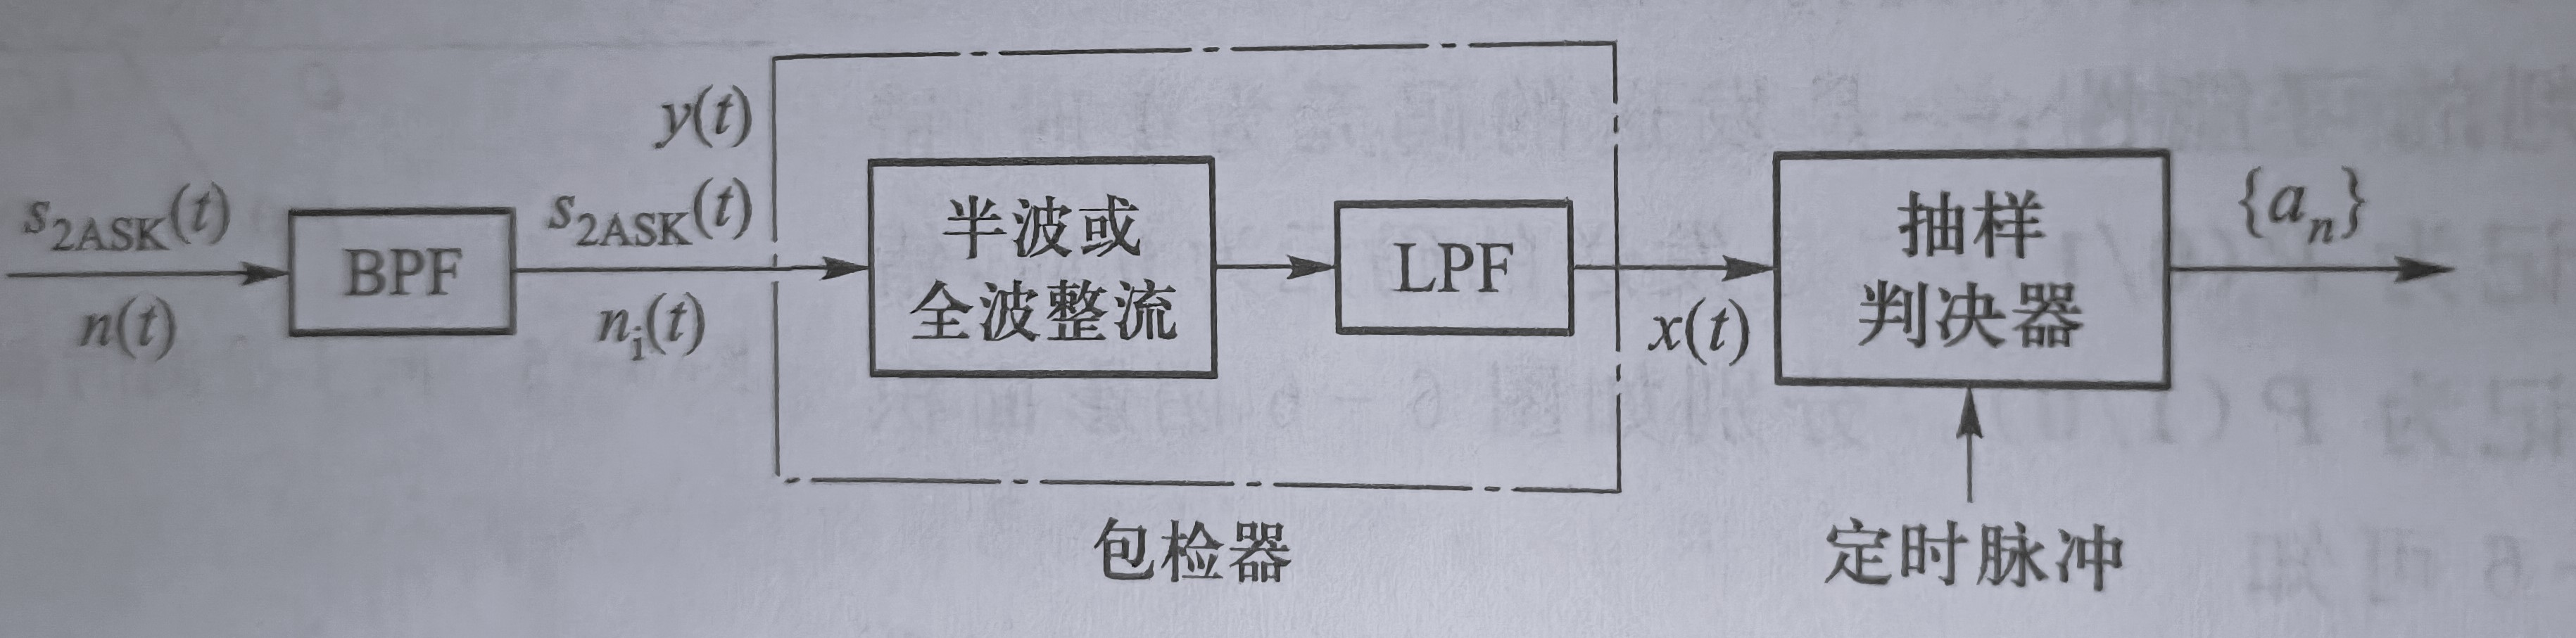 s₂ASK(t)
n(t)
BPF
y(t)
s₂ASK(t)
nᵢ(t)
半波或
全波整流
LPF
包检器
x(t)
抽样
判决器
定时脉冲
{aₙ}